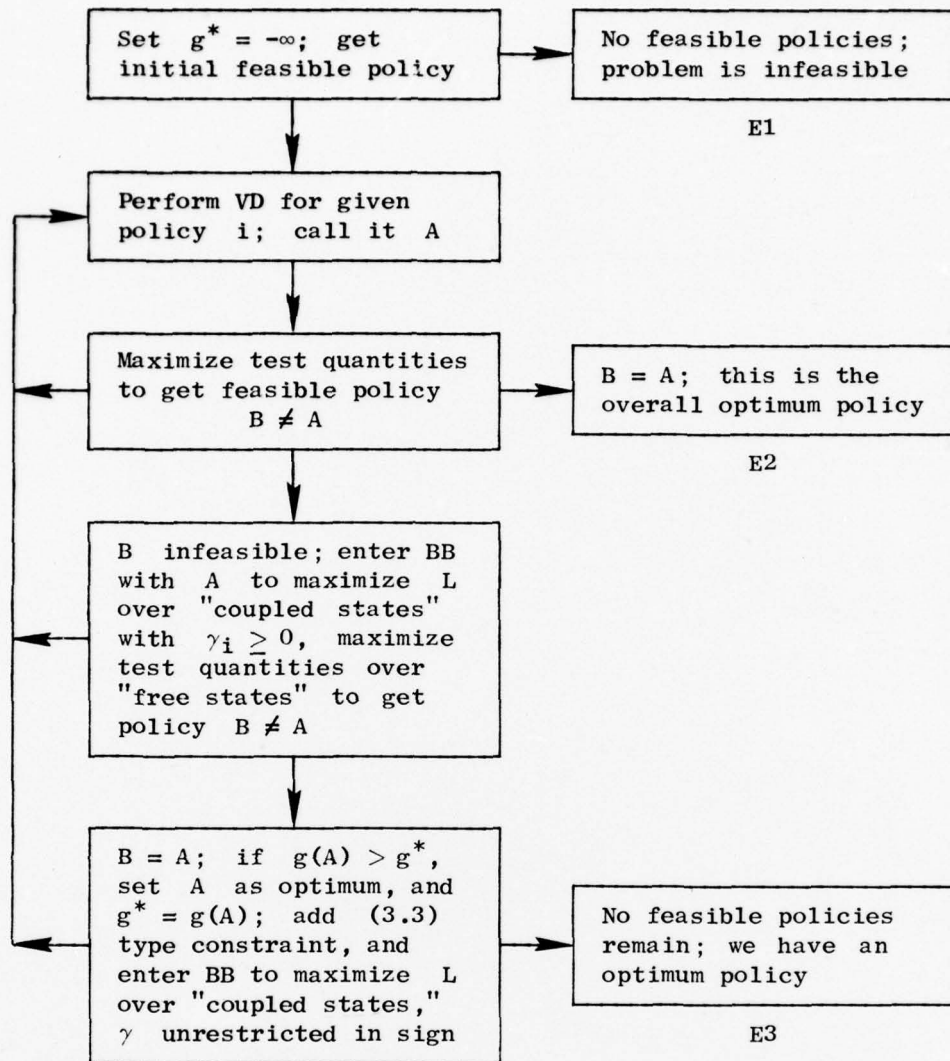 Set g* = -∞; get
initial feasible policy
No feasible policies;
problem is infeasible
E1
Perform VD for given
policy i; call it A
Maximize test quantities
to get feasible policy
B ≠ A
B = A; this is the
overall optimum policy
E2
B infeasible; enter BB
with A to maximize L
over "coupled states"
with γi ≥ 0, maximize
test quantities over
"free states" to get
policy B ≠ A
B = A; if g(A) > g*,
set A as optimum, and
g* = g(A); add (3.3)
type constraint, and
enter BB to maximize L
over "coupled states,"
γ unrestricted in sign
No feasible policies
remain; we have an
optimum policy
E3